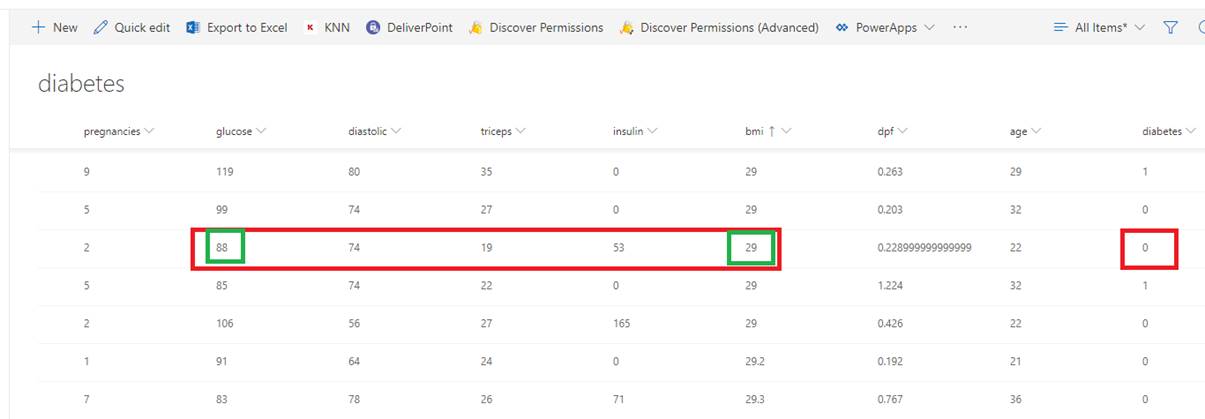 New Quick edit Export to Excel K KNN DeliverPoint Discover Permissions Discover Permissions (Advanced) PowerApps ··· All Items*
diabetes
pregnancies glucose diastolic triceps insulin bmi ↑ dpf age diabetes
9 119 80 35 0 29 0.263 29 1
5 99 74 27 0 29 0.203 32 0
2 88 74 19 53 29 0.228999999999999 22 0
5 85 74 22 0 29 1.224 32 1
2 106 56 27 165 29 0.426 22 0
1 91 64 24 0 29.2 0.192 21 0
7 83 78 26 71 29.3 0.767 36 0